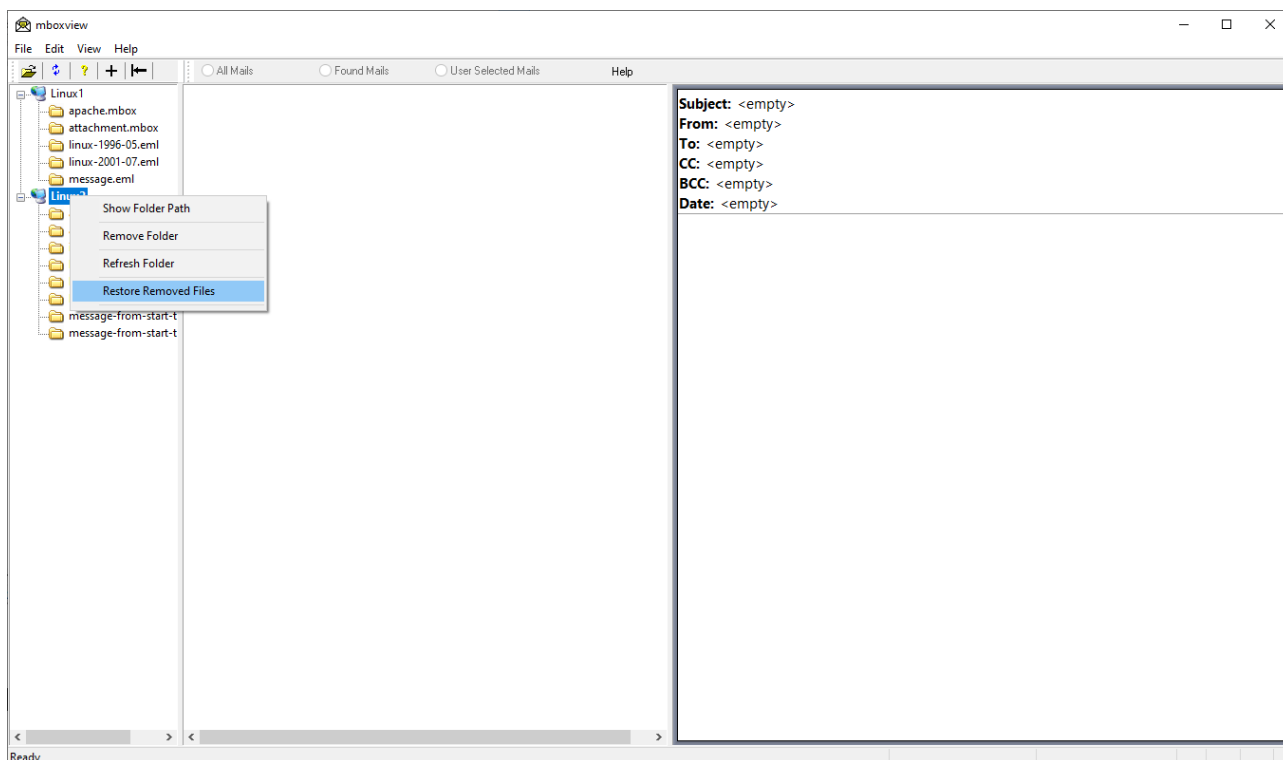 mboxview
File Edit View Help
? All Mails Found Mails User Selected Mails Help
Linux1
apache.mbox
attachment.mbox
linux-1996-05.eml
linux-2001-07.eml
message.eml
Show Folder Path
Remove Folder
Refresh Folder
Restore Removed Files
message-from-start-t
message-from-start-t
Subject: <empty>
From: <empty>
To: <empty>
CC: <empty>
BCC: <empty>
Date: <empty>
Ready